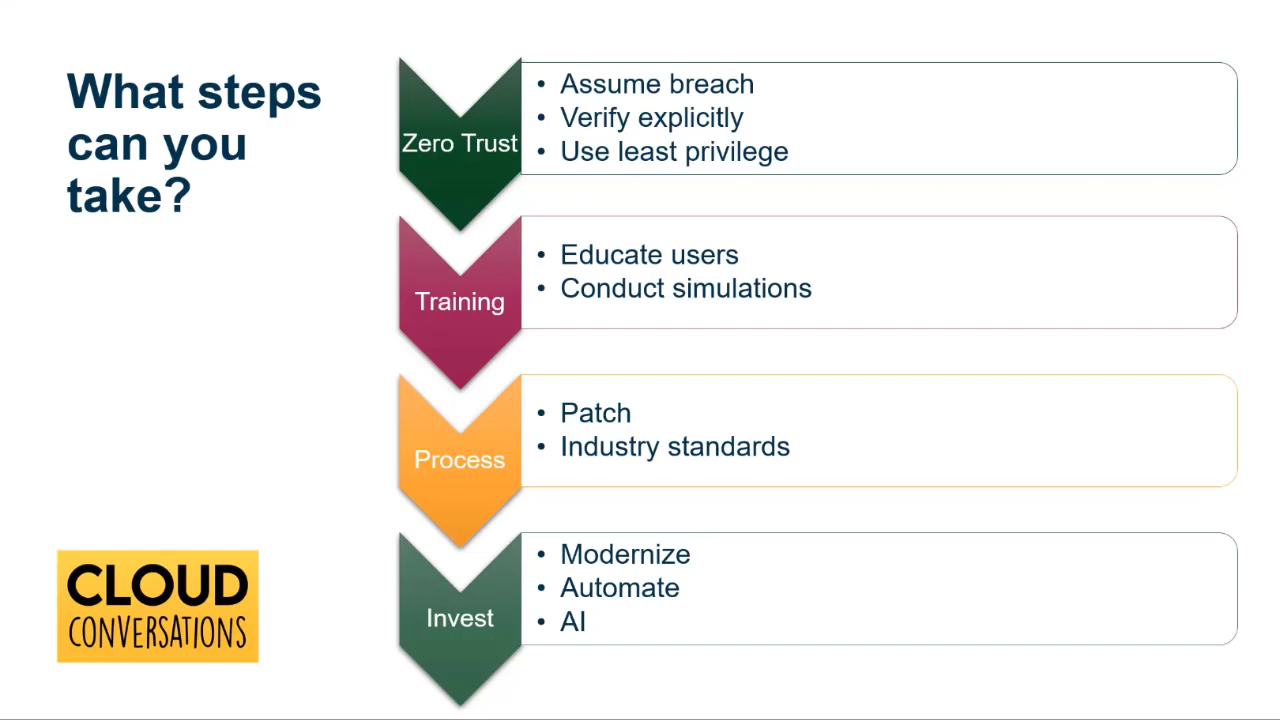 What steps
can you
take?
Zero Trust
• Assume breach
• Verify explicitly
• Use least privilege
Training
• Educate users
• Conduct simulations
Process
• Patch
• Industry standards
Invest
• Modernize
• Automate
• AI
CLOUD
CONVERSATIONS